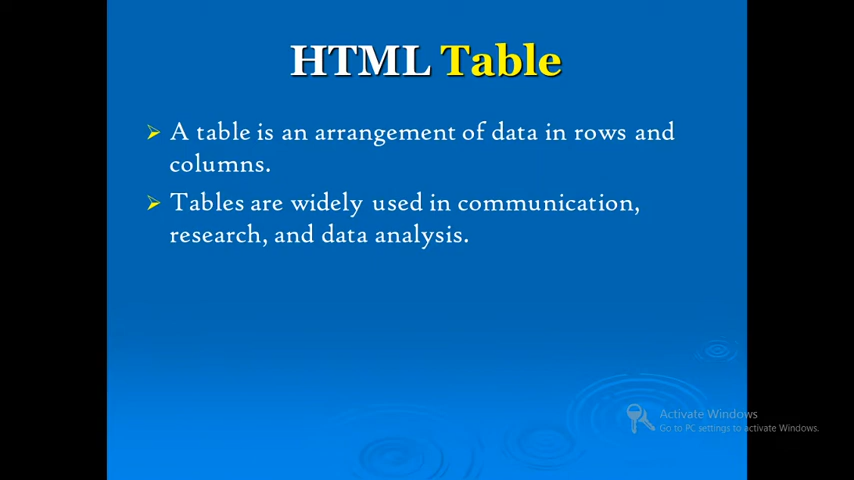 HTML Table
A table is an arrangement of data in rows and
columns.
Tables are widely used in communication,
research, and data analysis.
Activate Windows
Go to PC settings to activate Windows.